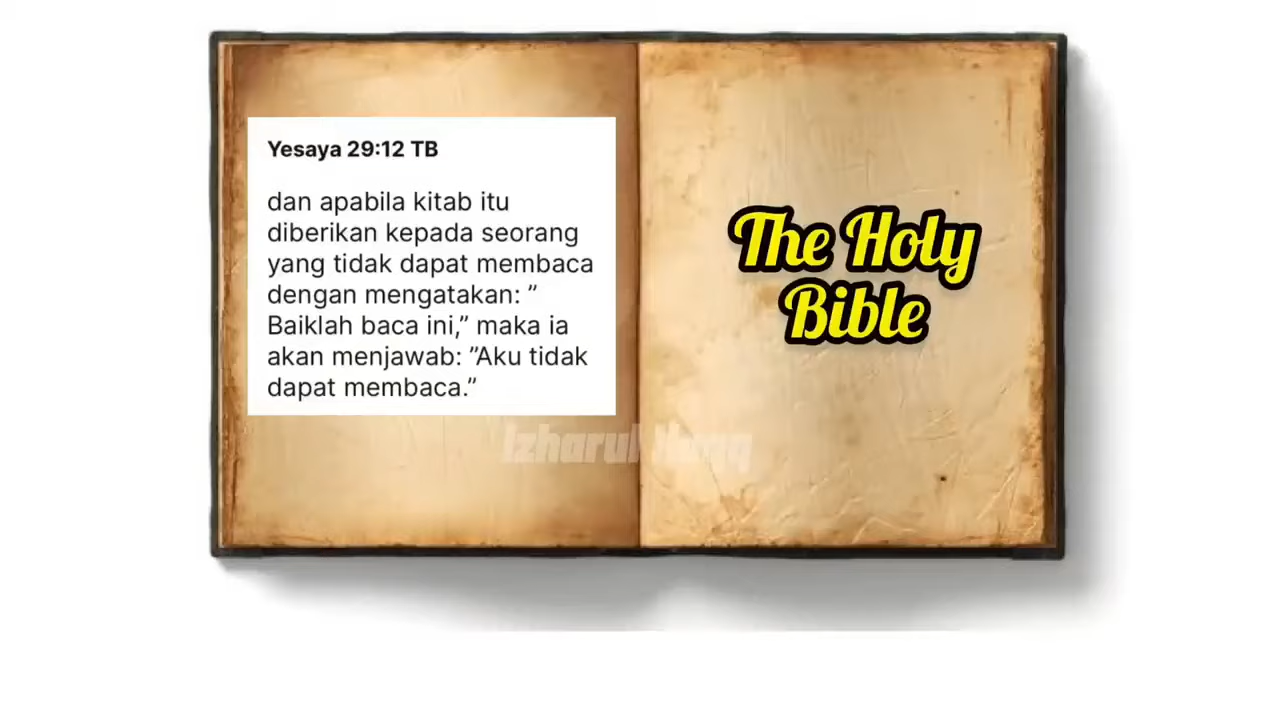 Yesaya 29:12 TB
dan apabila kitab itu
diberikan kepada seorang
yang tidak dapat membaca
dengan mengatakan: ”
Baiklah baca ini,” maka ia
akan menjawab: ”Aku tidak
dapat membaca.”
The Holy
Bible
Izharul